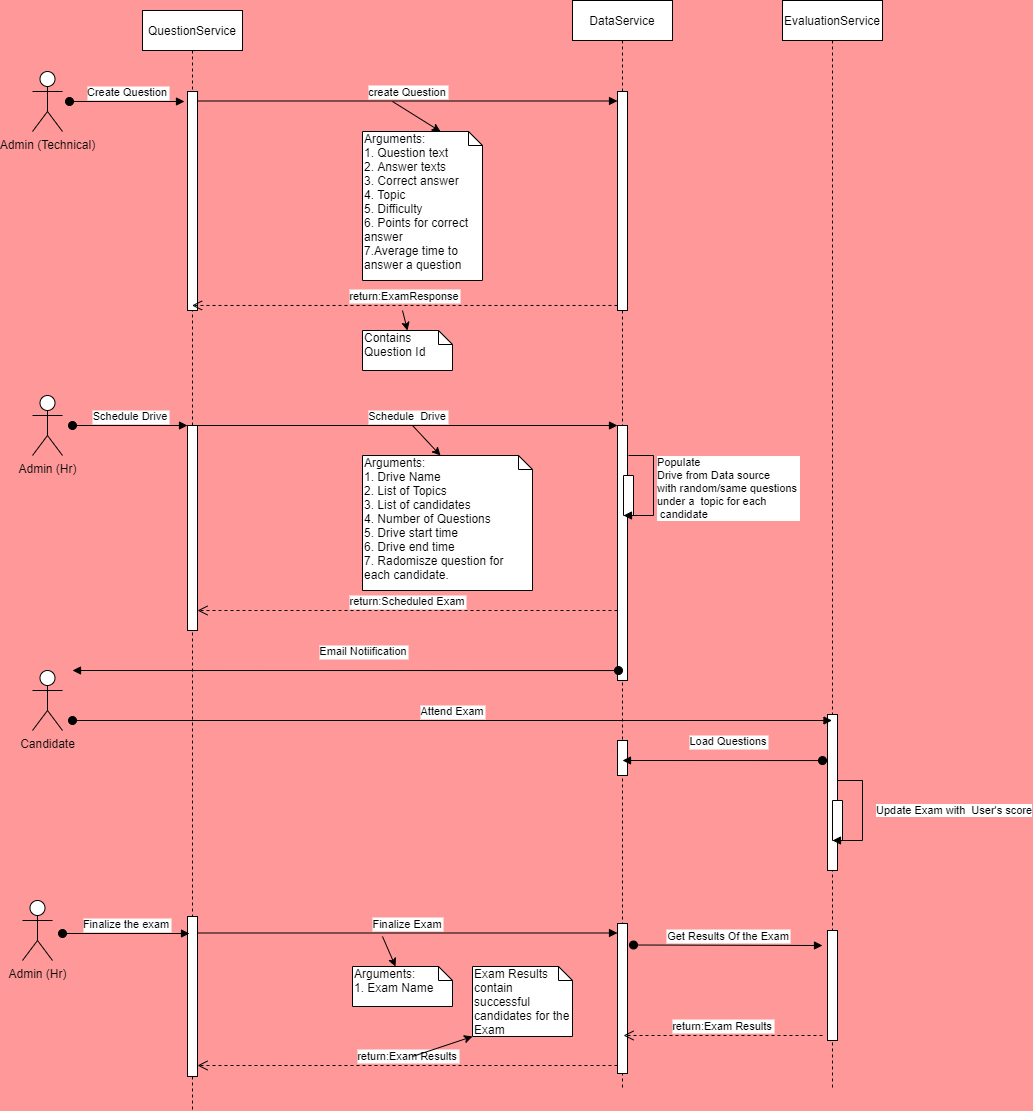 QuestionService
DataService
EvaluationService
Create Question
create Question
Admin (Technical)
Arguments:
1. Question text
2. Answer texts
3. Correct answer
4. Topic
5. Difficulty
6. Points for correct
answer
7.Average time to
answer a question
return:ExamResponse
Contains
Question Id
Schedule Drive
Schedule  Drive
Admin (Hr)
Arguments:
1. Drive Name
2. List of Topics
3. List of candidates
4. Number of Questions
5. Drive start time
6. Drive end time
7. Radomisze question for
each candidate.
Populate
Drive from Data source
with random/same questions
under a  topic for each
candidate
return:Scheduled Exam
Email Notiification
Candidate
Attend Exam
Load Questions
Update Exam with  User's score
Finalize the exam
Finalize Exam
Admin (Hr)
Get Results Of the Exam
Arguments:
1. Exam Name
Exam Results
contain
successful
candidates for the
Exam
return:Exam Results
return:Exam Results